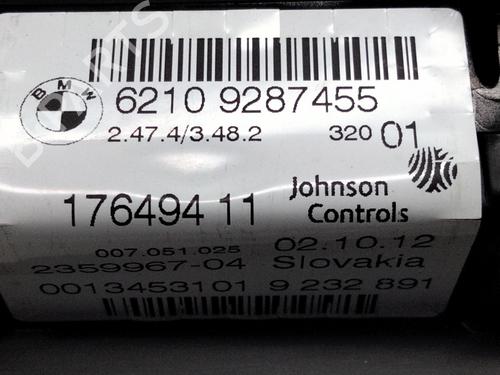 BMW
6210 9287455
2.47.4/3.48.2 320 01
176494 11 Johnson Controls
007.051.025 02.10.12
2359967-04 Slovakia
0013453101 9 232 891